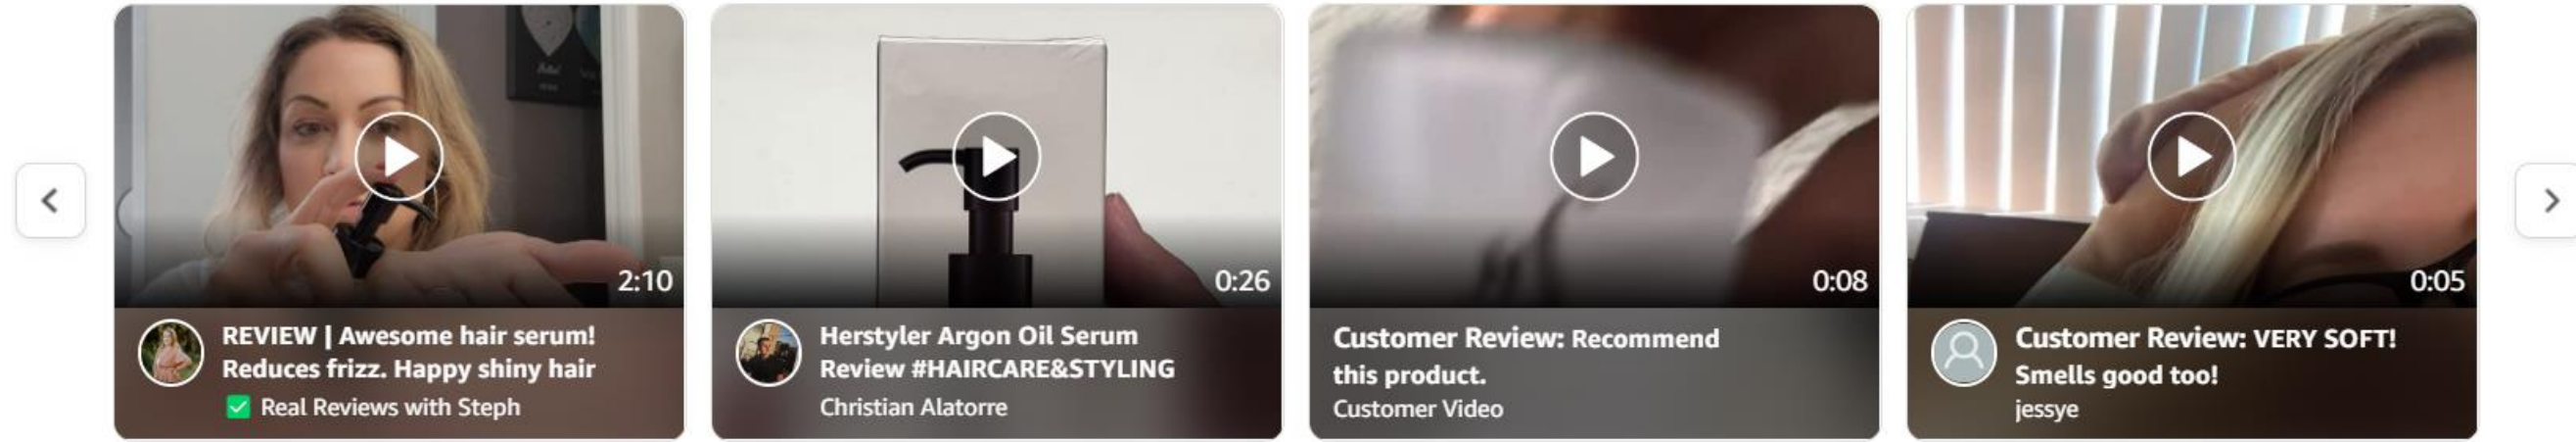 2:10
REVIEW | Awesome hair serum!
Reduces frizz. Happy shiny hair
✅ Real Reviews with Steph
0:26
Herstyler Argon Oil Serum
Review #HAIRCARE&STYLING
Christian Alatorre
0:08
Customer Review: Recommend
this product.
Customer Video
0:05
Customer Review: VERY SOFT!
Smells good too!
jessye